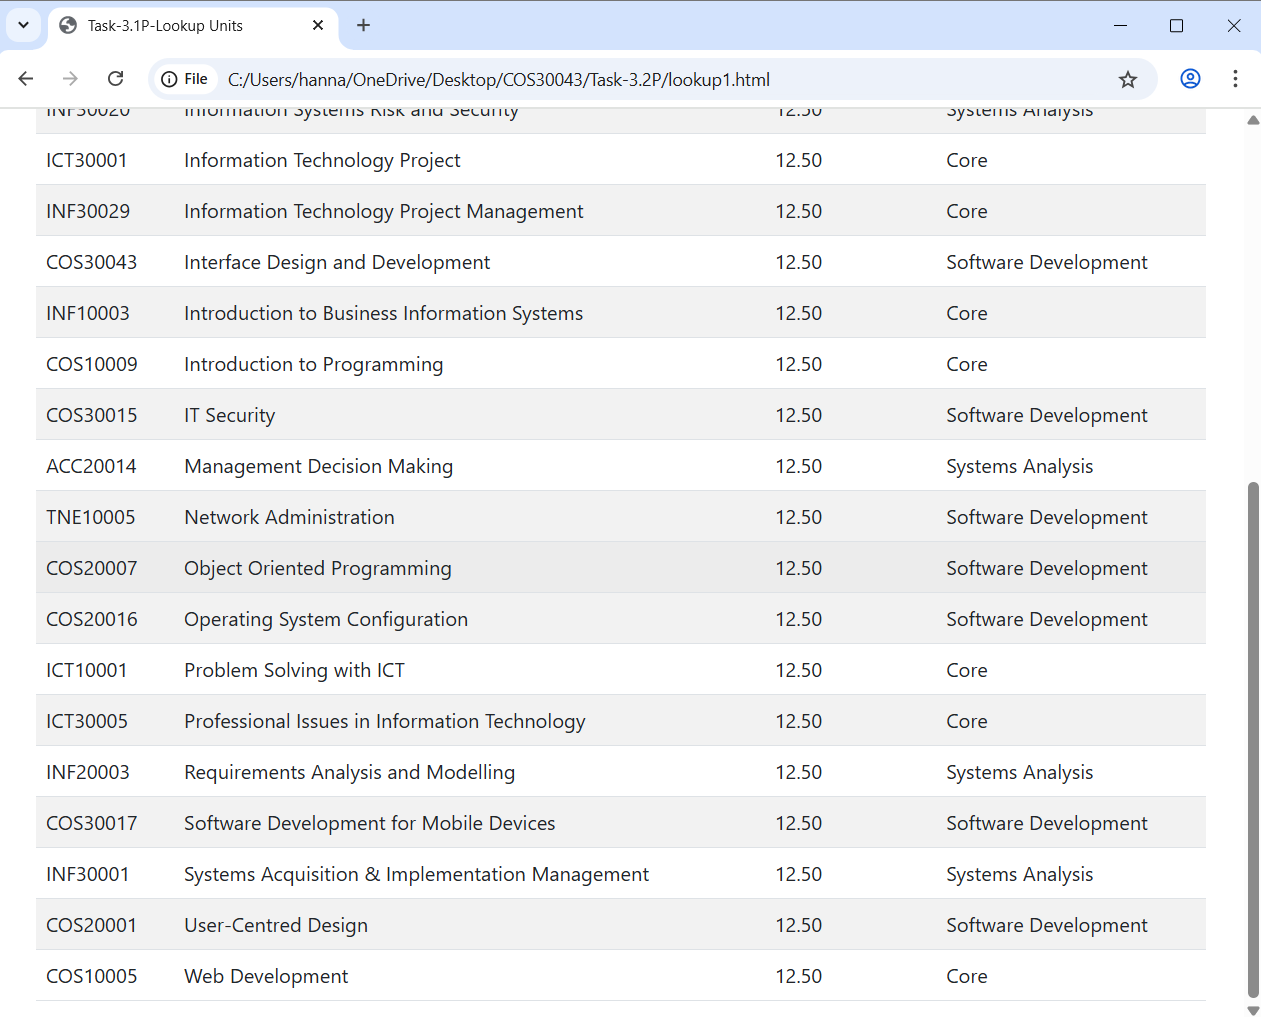 Task-3.1P-Lookup Units
File C:/Users/hanna/OneDrive/Desktop/COS30043/Task-3.2P/lookup1.html
INF30020 Information Systems Risk and Security 12.50 Systems Analysis
ICT30001 Information Technology Project 12.50 Core
INF30029 Information Technology Project Management 12.50 Core
COS30043 Interface Design and Development 12.50 Software Development
INF10003 Introduction to Business Information Systems 12.50 Core
COS10009 Introduction to Programming 12.50 Core
COS30015 IT Security 12.50 Software Development
ACC20014 Management Decision Making 12.50 Systems Analysis
TNE10005 Network Administration 12.50 Software Development
COS20007 Object Oriented Programming 12.50 Software Development
COS20016 Operating System Configuration 12.50 Software Development
ICT10001 Problem Solving with ICT 12.50 Core
ICT30005 Professional Issues in Information Technology 12.50 Core
INF20003 Requirements Analysis and Modelling 12.50 Systems Analysis
COS30017 Software Development for Mobile Devices 12.50 Software Development
INF30001 Systems Acquisition & Implementation Management 12.50 Systems Analysis
COS20001 User-Centred Design 12.50 Software Development
COS10005 Web Development 12.50 Core